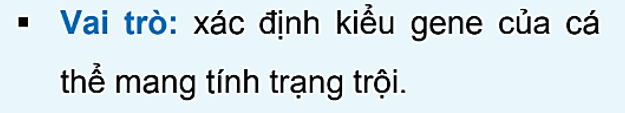 ▪ Vai trò: xác định kiểu gene của cá
thể mang tính trạng trội.